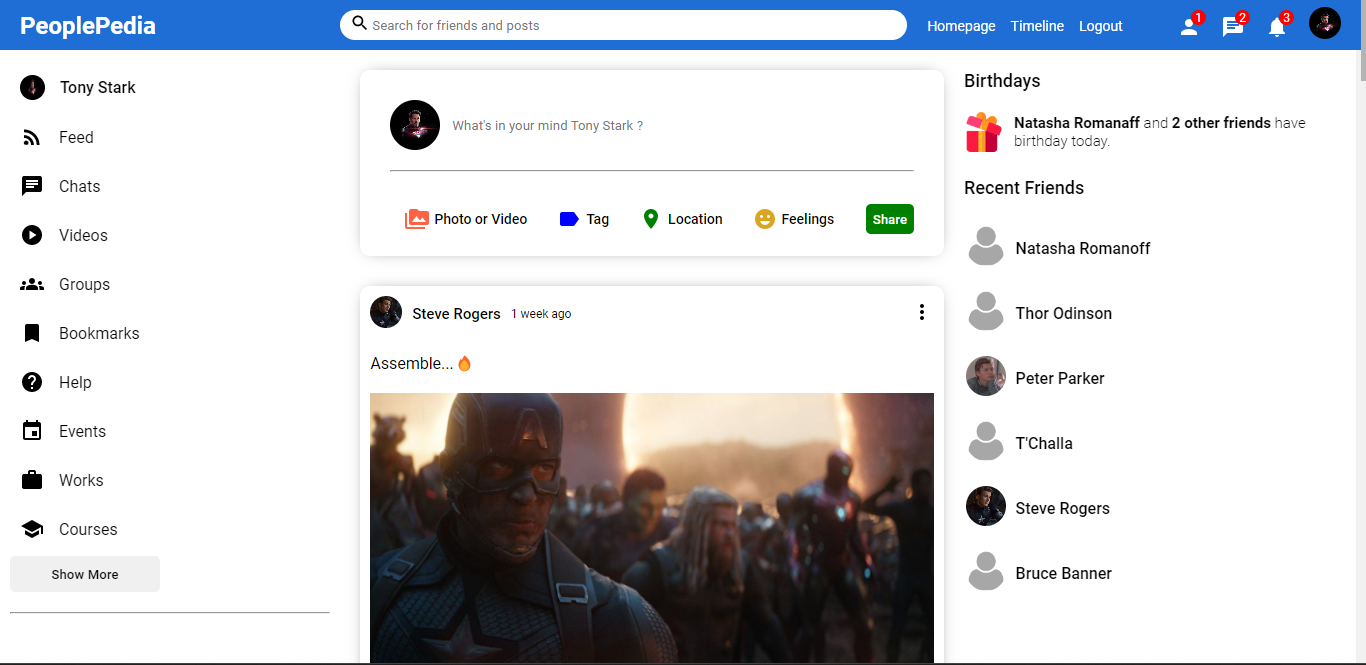 PeoplePedia
Search for friends and posts
Homepage Timeline Logout
1
2
3
Tony Stark
Feed
Chats
Videos
Groups
Bookmarks
Help
Events
Works
Courses
Show More
What's in your mind Tony Stark ?
Photo or Video Tag Location Feelings Share
Steve Rogers 1 week ago
Assemble...
A
Birthdays
Natasha Romanaff and 2 other friends have
birthday today.
Recent Friends
Natasha Romanoff
Thor Odinson
Peter Parker
T'Challa
Steve Rogers
Bruce Banner